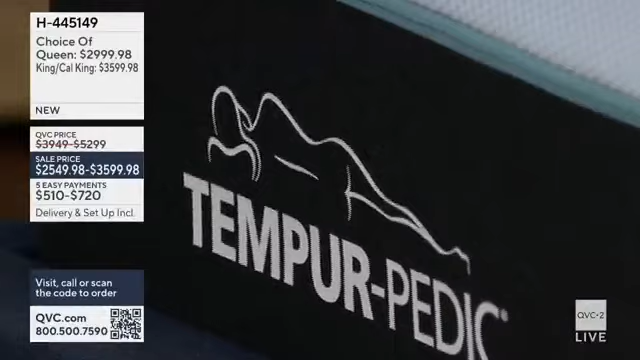 H-445149
Choice Of
Queen: $2999.98
King/Cal King: $3599.98
NEW
QVC PRICE
$3949-$5299
SALE PRICE
$2549.98-$3599.98
5 EASY PAYMENTS
$510-$720
Delivery & Set Up Incl.
Visit, call or scan
the code to order
QVC.com
800.500.7590
TEMPUR-PEDIC®
QVC2
LIVE